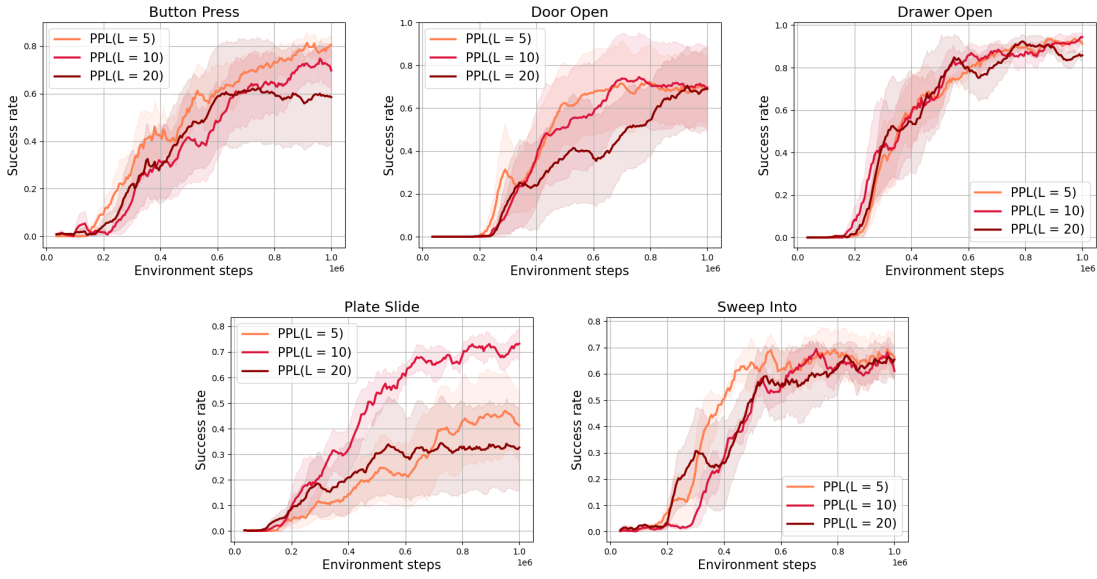 Button Press
Success rate
0.8
0.6
0.4
0.2
0.0
PPL(L = 5)
PPL(L = 10)
PPL(L = 20)
0.0 0.2 0.4 0.6 0.8 1.0
1e6
Environment steps
Door Open
Success rate
1.0
0.8
0.6
0.4
0.2
0.0
PPL(L = 5)
PPL(L = 10)
PPL(L = 20)
0.0 0.2 0.4 0.6 0.8 1.0
1e6
Environment steps
Drawer Open
Success rate
1.0
0.8
0.6
0.4
0.2
0.0
PPL(L = 5)
PPL(L = 10)
PPL(L = 20)
0.0 0.2 0.4 0.6 0.8 1.0
1e6
Environment steps
Plate Slide
Success rate
0.8
0.7
0.6
0.5
0.4
0.3
0.2
0.1
0.0
PPL(L = 5)
PPL(L = 10)
PPL(L = 20)
0.0 0.2 0.4 0.6 0.8 1.0
1e6
Environment steps
Sweep Into
Success rate
0.8
0.7
0.6
0.5
0.4
0.3
0.2
0.1
0.0
PPL(L = 5)
PPL(L = 10)
PPL(L = 20)
0.0 0.2 0.4 0.6 0.8 1.0
1e6
Environment steps